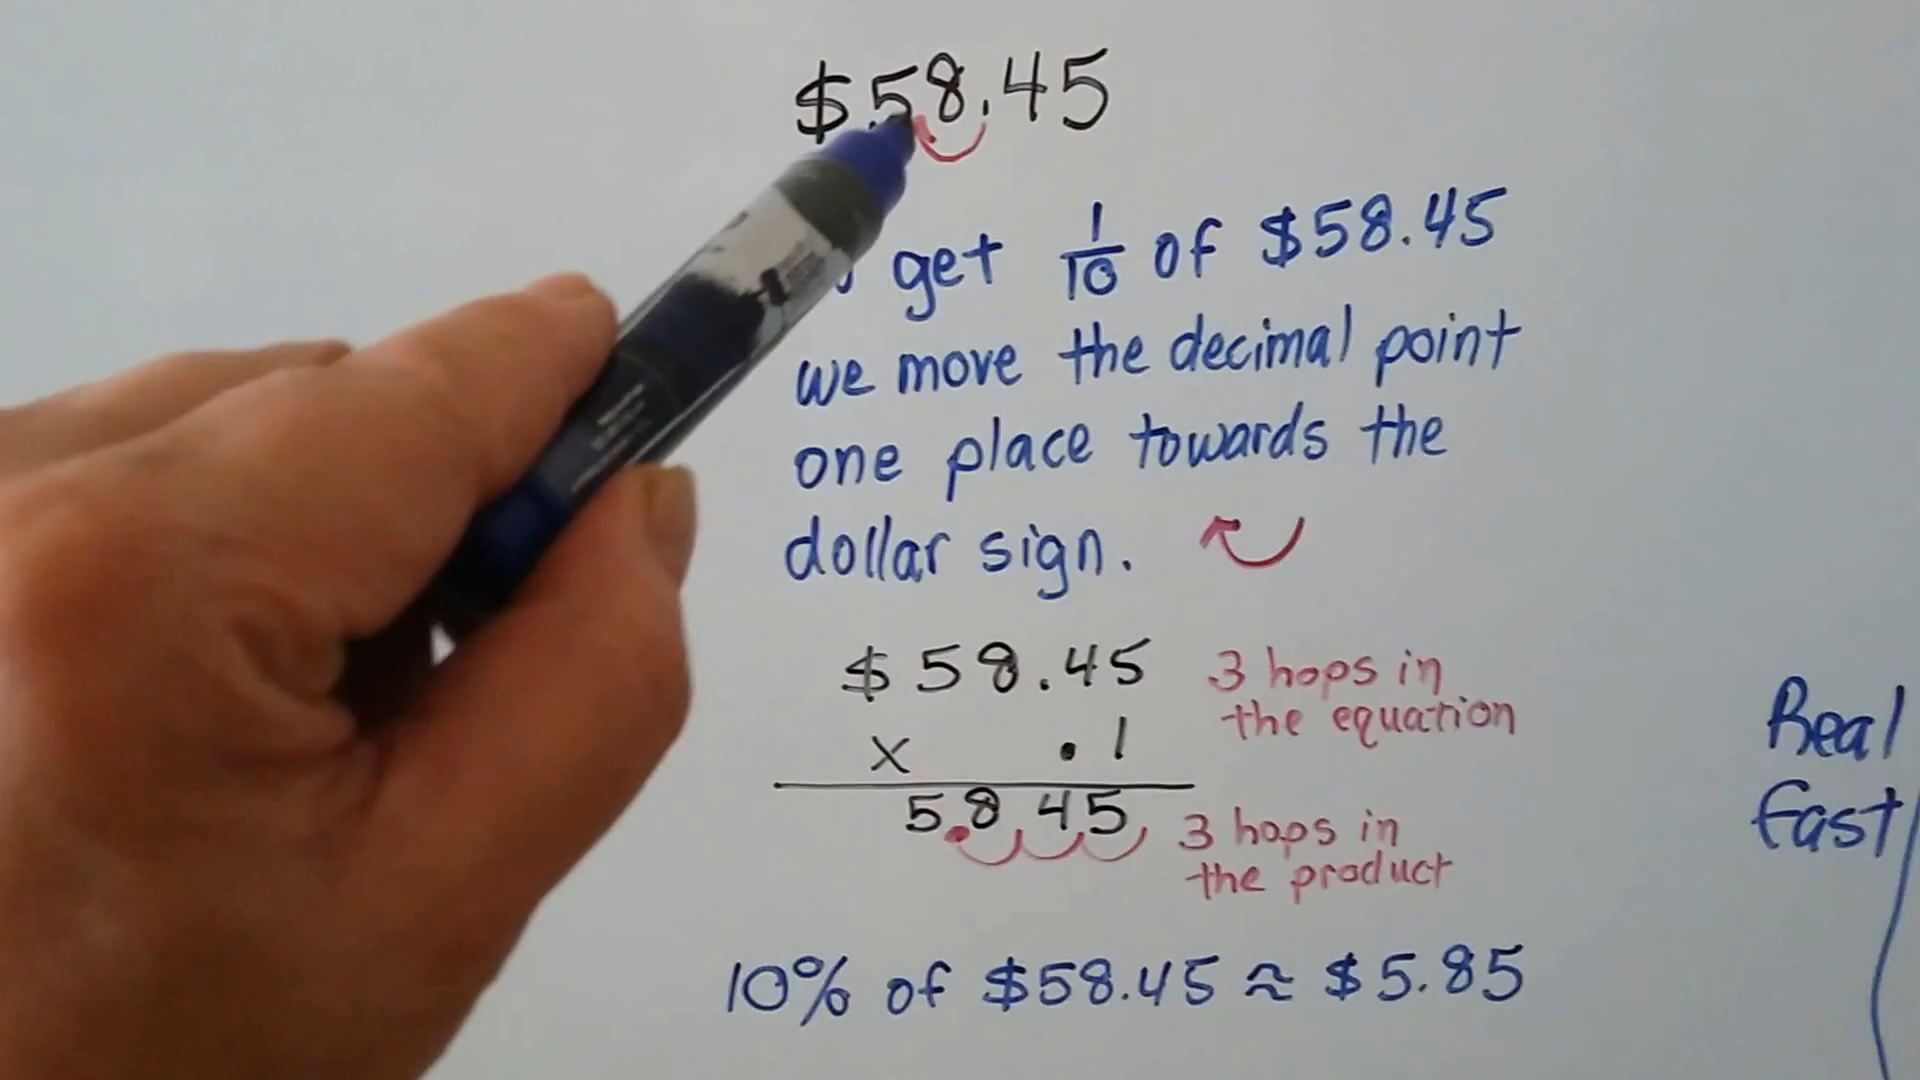 $58.45
get 1/10 of $58.45
we move the decimal point
one place towards the
dollar sign.
$58.45 3 hops in
the equation
x .1
5.845 3 hops in
the product
10% of $58.45 ≈ $5.85
Real
fast